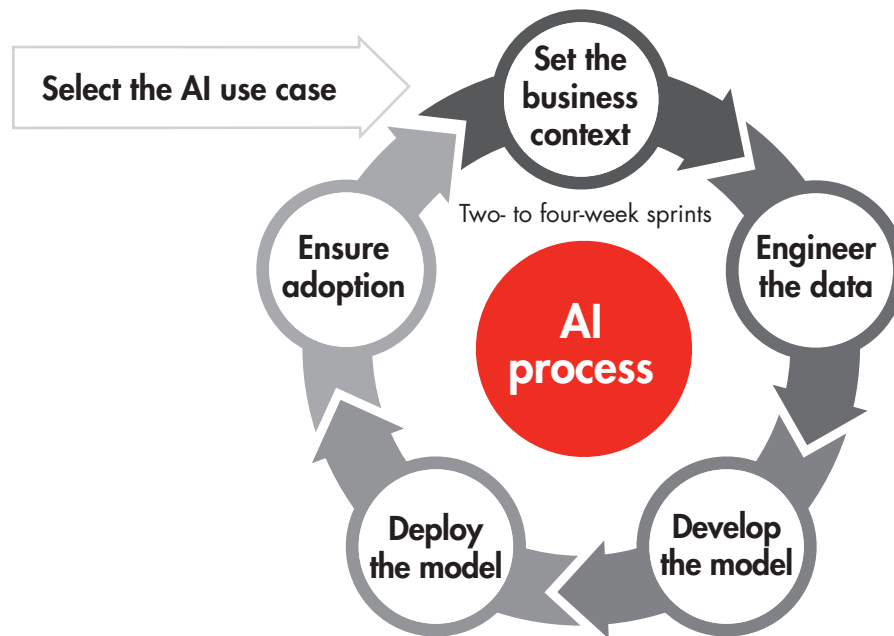 Select the AI use case
Set the
business
context
Two- to four-week sprints
Engineer
the data
Develop
the model
Deploy
the model
Ensure
adoption
AI
process